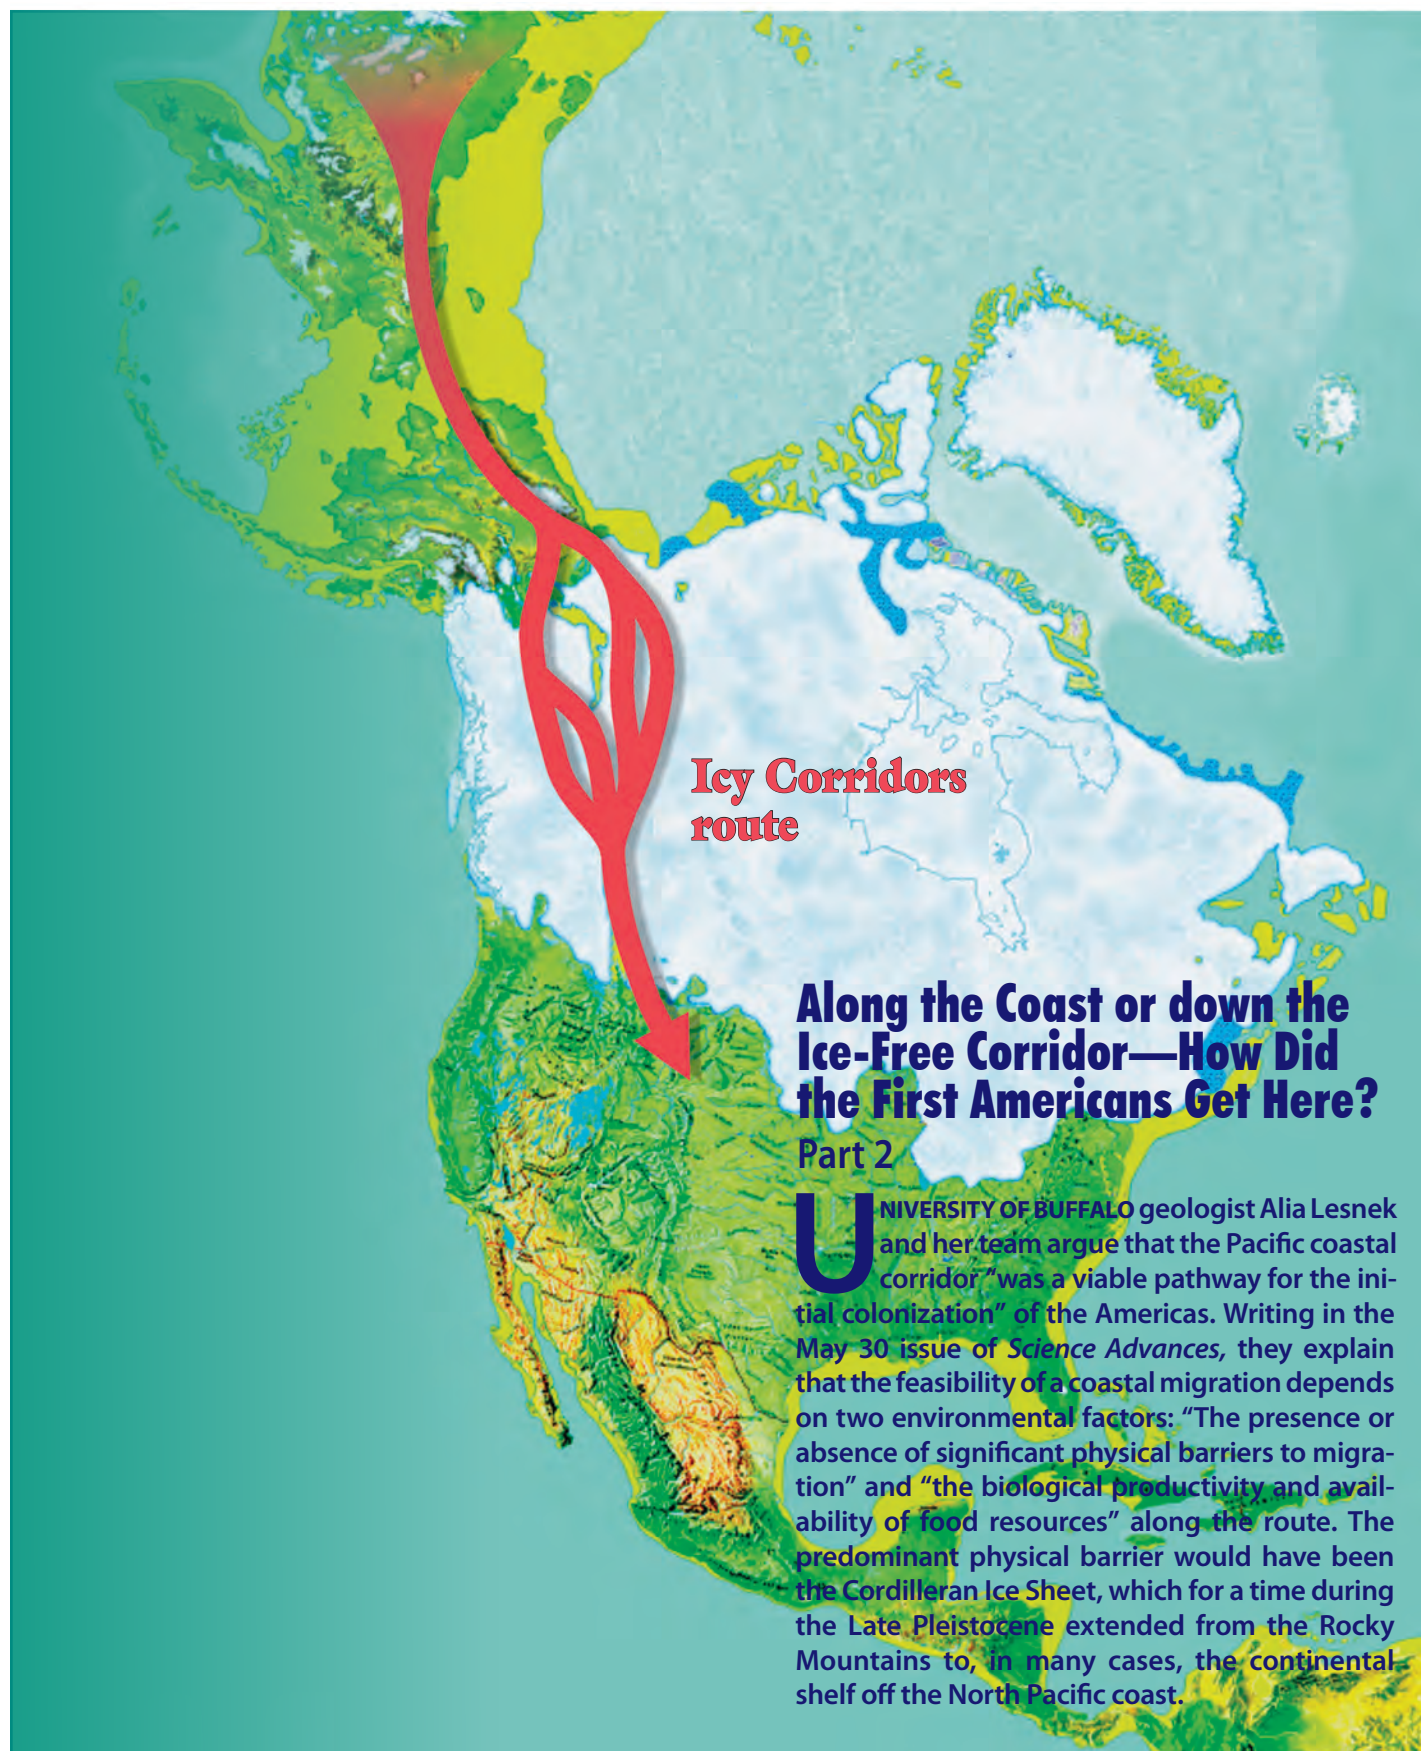 Icy Corridors
route
Along the Coast or down the
Ice-Free Corridor—How Did
the First Americans Get Here?
Part 2
UNIVERSITY OF BUFFALO geologist Alia Lesnek
and her team argue that the Pacific coastal
corridor “was a viable pathway for the ini-
tial colonization” of the Americas. Writing in the
May 30 issue of Science Advances, they explain
that the feasibility of a coastal migration depends
on two environmental factors: “The presence or
absence of significant physical barriers to migra-
tion” and “the biological productivity and avail-
ability of food resources” along the route. The
predominant physical barrier would have been
the Cordilleran Ice Sheet, which for a time during
the Late Pleistocene extended from the Rocky
Mountains to, in many cases, the continental
shelf off the North Pacific coast.